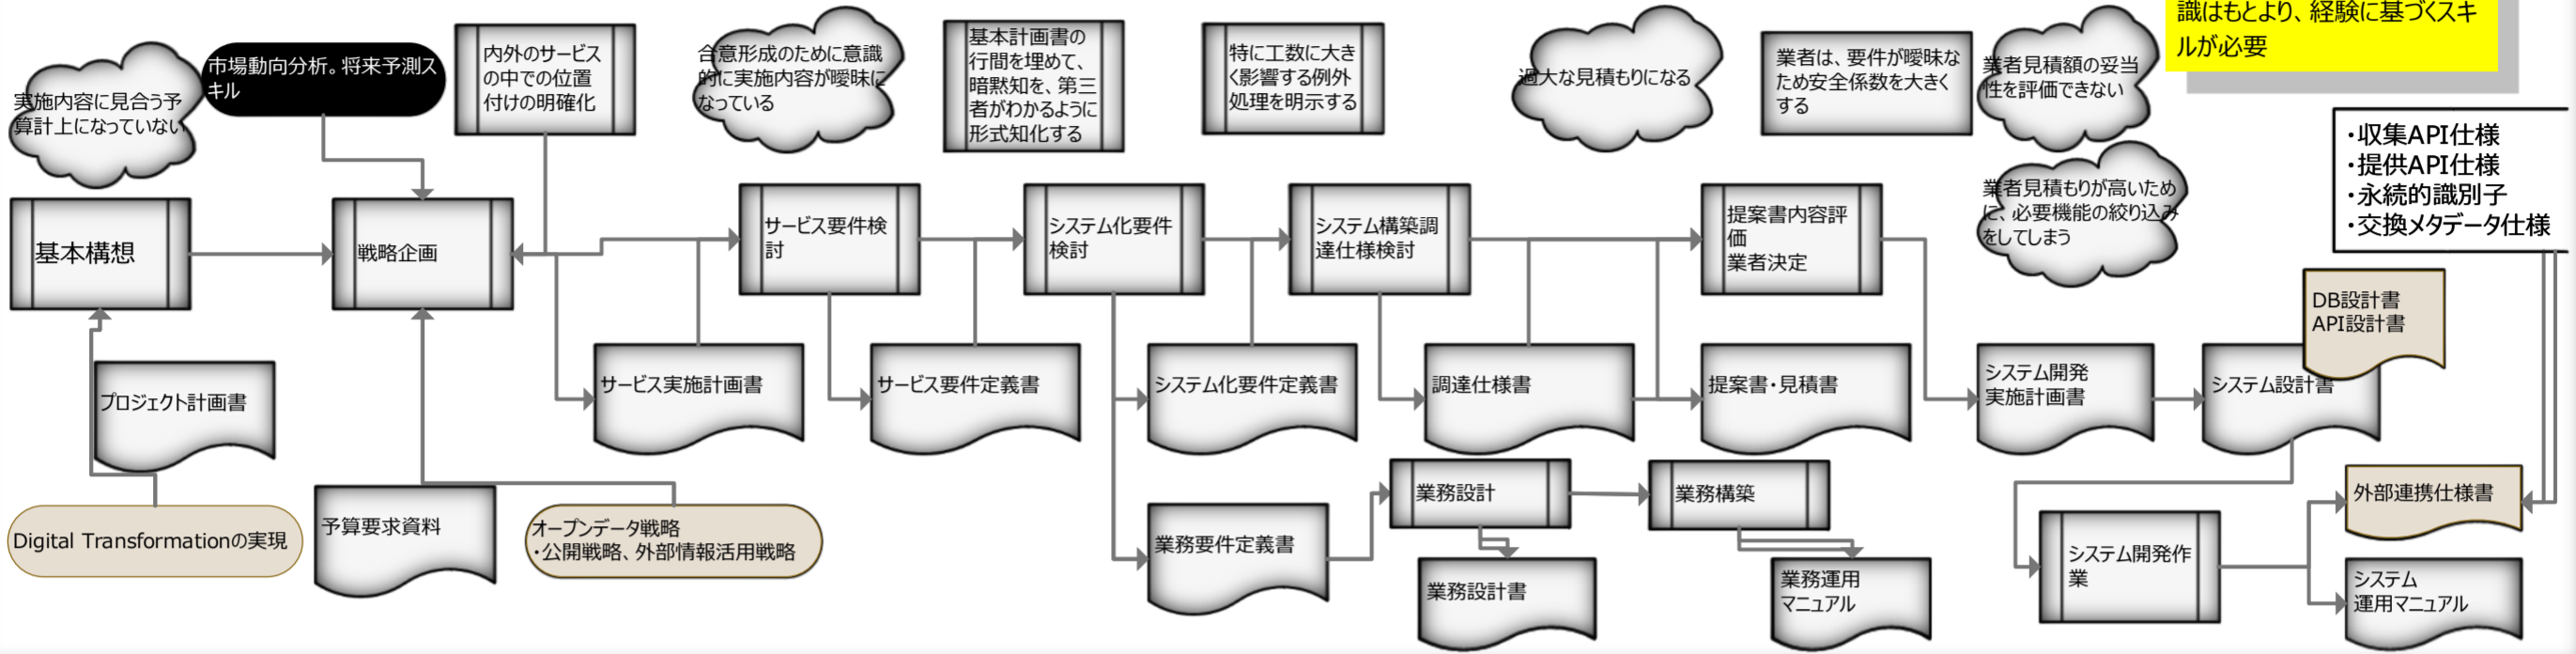 識はもとより、経験に基づくスキ
ルが必要
実施内容に見合う予
算計上になっていない
市場動向分析。将来予測ス
キル
内外のサービス
の中での位置
付けの明確化
合意形成のために意識
的に実施内容が曖昧に
なっている
基本計画書の
行間を埋めて、
暗黙知を、第三
者がわかるように
形式知化する
特に工数に大き
く影響する例外
処理を明示する
過大な見積もりになる
業者は、要件が曖昧な
ため安全係数を大きく
する
業者見積額の妥当
性を評価できない
業者見積もりが高いため
に、必要機能の絞り込み
をしてしまう
・収集API仕様
・提供API仕様
・永続的識別子
・交換メタデータ仕様
基本構想
戦略企画
サービス要件検
討
システム化要件
検討
システム構築調
達仕様検討
提案書内容評
価
業者決定
DB設計書
API設計書
プロジェクト計画書
サービス実施計画書
サービス要件定義書
システム化要件定義書
調達仕様書
提案書・見積書
システム開発
実施計画書
システム設計書
Digital Transformationの実現
予算要求資料
オープンデータ戦略
・公開戦略、外部情報活用戦略
業務要件定義書
業務設計
業務構築
業務設計書
業務運用
マニュアル
システム開発作
業
外部連携仕様書
システム
運用マニュアル